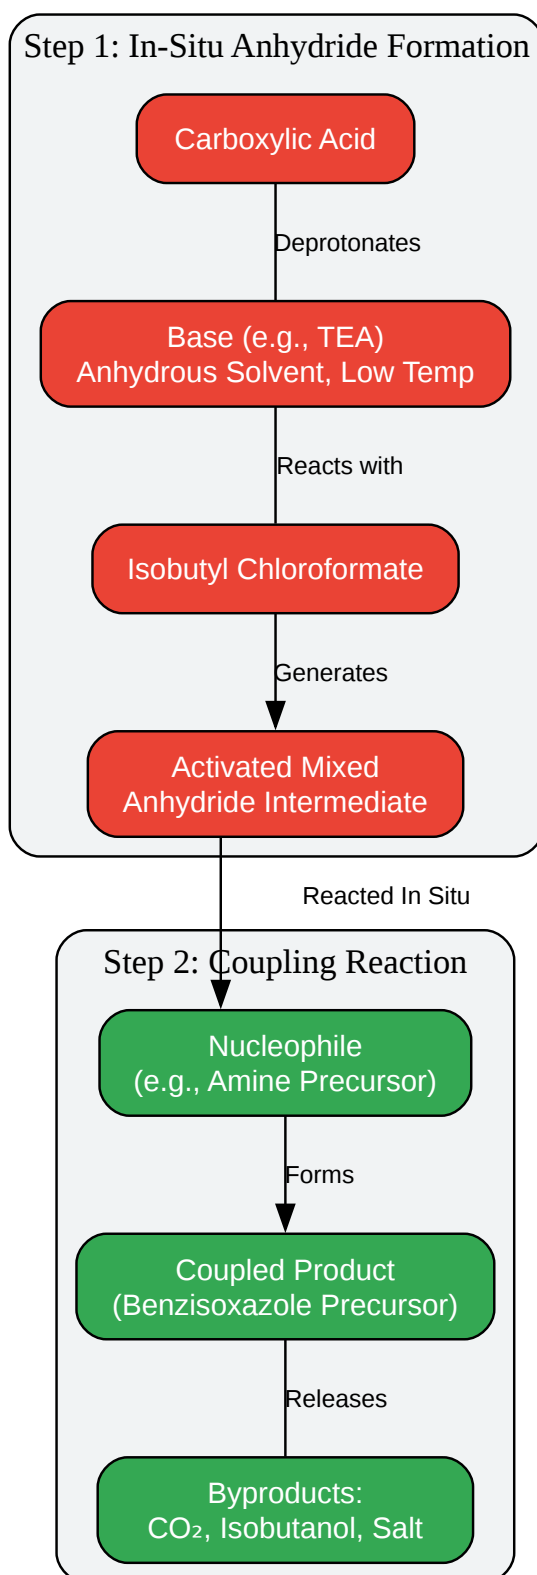 Step 1: In-Situ Anhydride Formation
Carboxylic Acid
Deprotonates
Base (e.g., TEA)
Anhydrous Solvent, Low Temp
Reacts with
Isobutyl Chloroformate
Generates
Activated Mixed
Anhydride Intermediate
Reacted In Situ
Step 2: Coupling Reaction
Nucleophile
(e.g., Amine Precursor)
Forms
Coupled Product
(Benzisoxazole Precursor)
Releases
Byproducts:
CO₂, Isobutanol, Salt